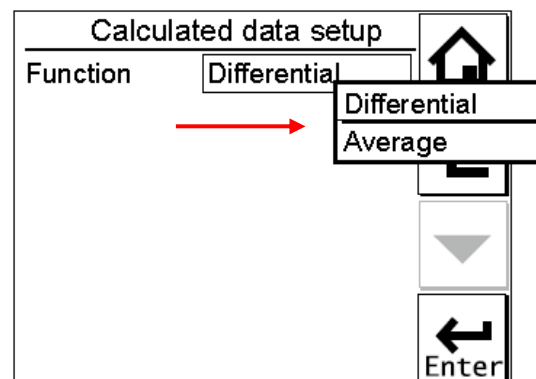 Calculated data setup
Function Differential
Differential
Average
Enter